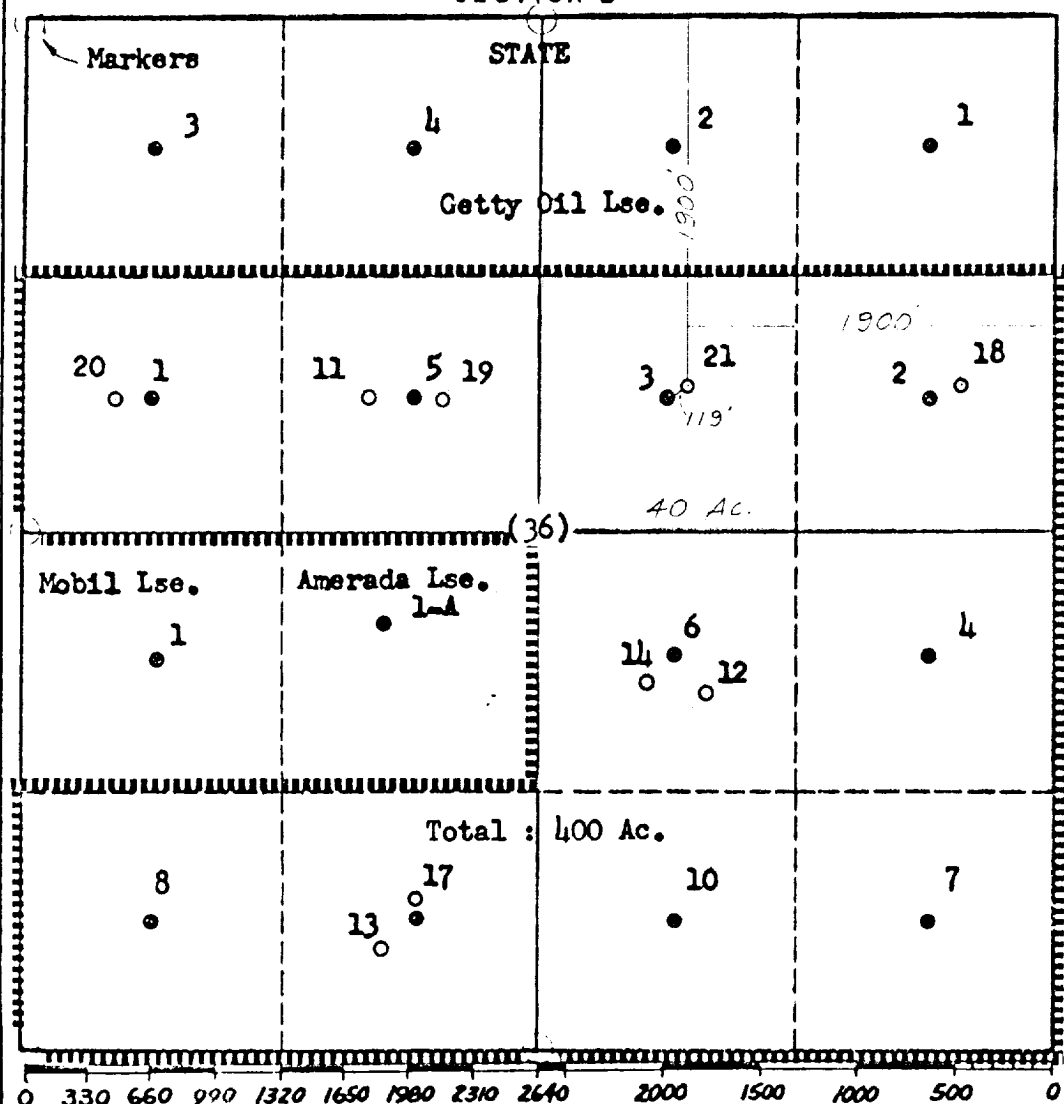 Markers
STATE
3 4 2 1
Getty Oil Lse.
1900'
1900'
20 1 11 5 19 3 21 2 18
119'
40 Ac.
(36)
Mobil Lse. Amerada Lse.
1-A
1 6 4
14 12
Total : 400 Ac.
8 17 10 7
13
0 330 660 990 1320 1650 1980 2310 2640 2000 1500 1000 500 0